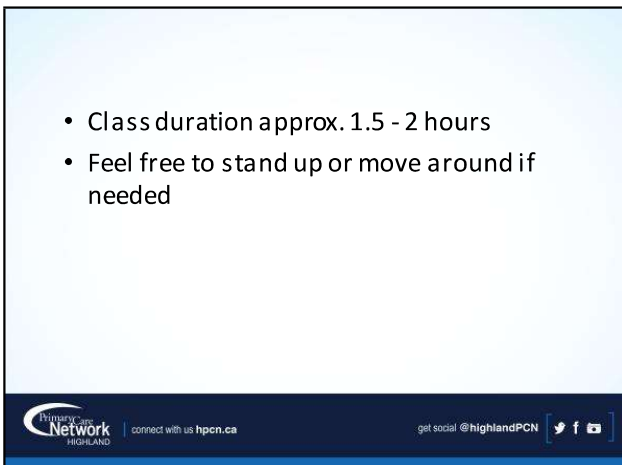 • Class duration approx. 1.5 - 2 hours
• Feel free to stand up or move around if
needed
Primary Care
Network
HIGHLAND
connect with us hpcn.ca
get social @highlandPCN